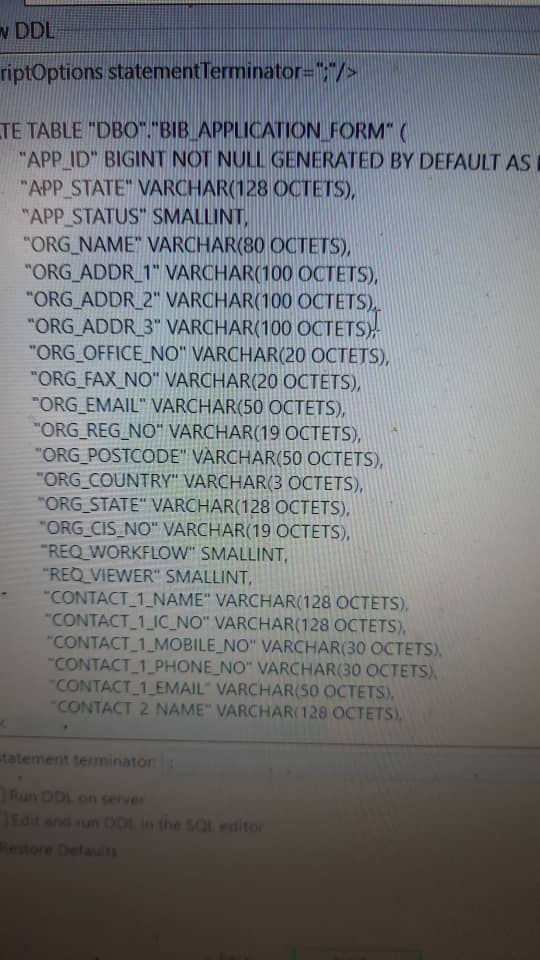 w DDL
riptOptions statementTerminator=";"/>
TE TABLE "DBO"."BIB_APPLICATION_FORM" (
"APP_ID" BIGINT NOT NULL GENERATED BY DEFAULT AS
"APP_STATE" VARCHAR(128 OCTETS),
"APP_STATUS" SMALLINT,
"ORG_NAME" VARCHAR(80 OCTETS),
"ORG_ADDR_1" VARCHAR(100 OCTETS),
"ORG_ADDR_2" VARCHAR(100 OCTETS),
"ORG_ADDR_3" VARCHAR(100 OCTETS),
"ORG_OFFICE_NO" VARCHAR(20 OCTETS),
"ORG_FAX_NO" VARCHAR(20 OCTETS),
"ORG_EMAIL" VARCHAR(50 OCTETS),
"ORG_REG_NO" VARCHAR(19 OCTETS),
"ORG_POSTCODE" VARCHAR(50 OCTETS),
"ORG_COUNTRY" VARCHAR(3 OCTETS),
"ORG_STATE" VARCHAR(128 OCTETS),
"ORG_CIS_NO" VARCHAR(19 OCTETS),
"REQ_WORKFLOW" SMALLINT,
"REQ_VIEWER" SMALLINT,
"CONTACT_1_NAME" VARCHAR(128 OCTETS),
"CONTACT_1_IC_NO" VARCHAR(128 OCTETS),
"CONTACT_1_MOBILE_NO" VARCHAR(30 OCTETS),
"CONTACT_1_PHONE_NO" VARCHAR(30 OCTETS),
"CONTACT_1_EMAIL" VARCHAR(50 OCTETS),
"CONTACT_2_NAME" VARCHAR(128 OCTETS),
tatement terminator: ;
Run DDL on server
Edit and run DDL in the SQL editor
Restore Defaults